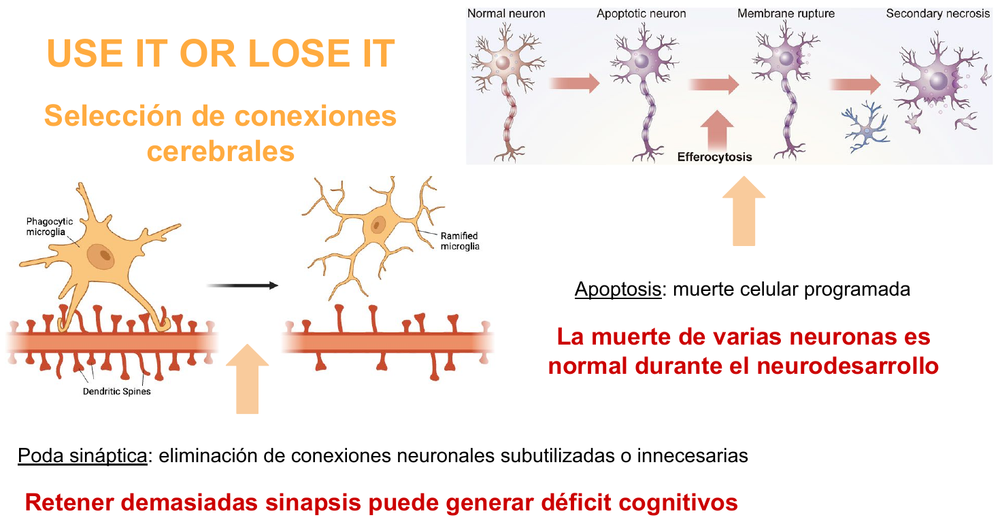 USE IT OR LOSE IT
Selección de conexiones
cerebrales
Normal neuron
Apoptotic neuron
Membrane rupture
Secondary necrosis
Efferocytosis
Phagocytic
microglia
Ramified
microglia
Dendritic Spines
Apoptosis: muerte celular programada
La muerte de varias neuronas es
normal durante el neurodesarrollo
Poda sináptica: eliminación de conexiones neuronales subutilizadas o innecesarias
Retener demasiadas sinapsis puede generar déficit cognitivos